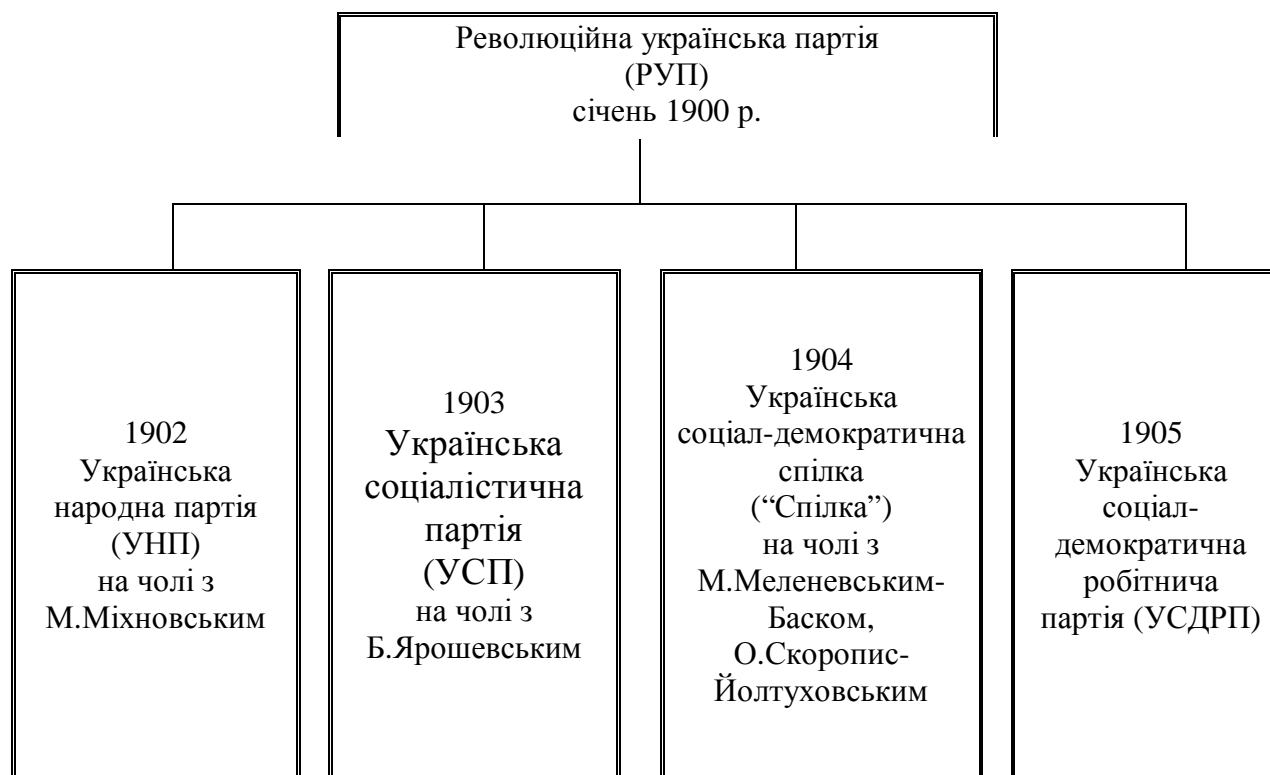 Революційна українська партія
(РУП)
січень 1900 р.
1902
Українська
народна партія
(УНП)
на чолі з
М.Міхновським
1903
Українська
соціалістична
партія
(УСП)
на чолі з
Б.Ярошевським
1904
Українська
соціал-демократична
спілка
(“Спілка”)
на чолі з
М.Меленевським-
Баском,
О.Скоропис-
Йолтуховським
1905
Українська
соціал-
демократична
робітнича
партія (УСДРП)